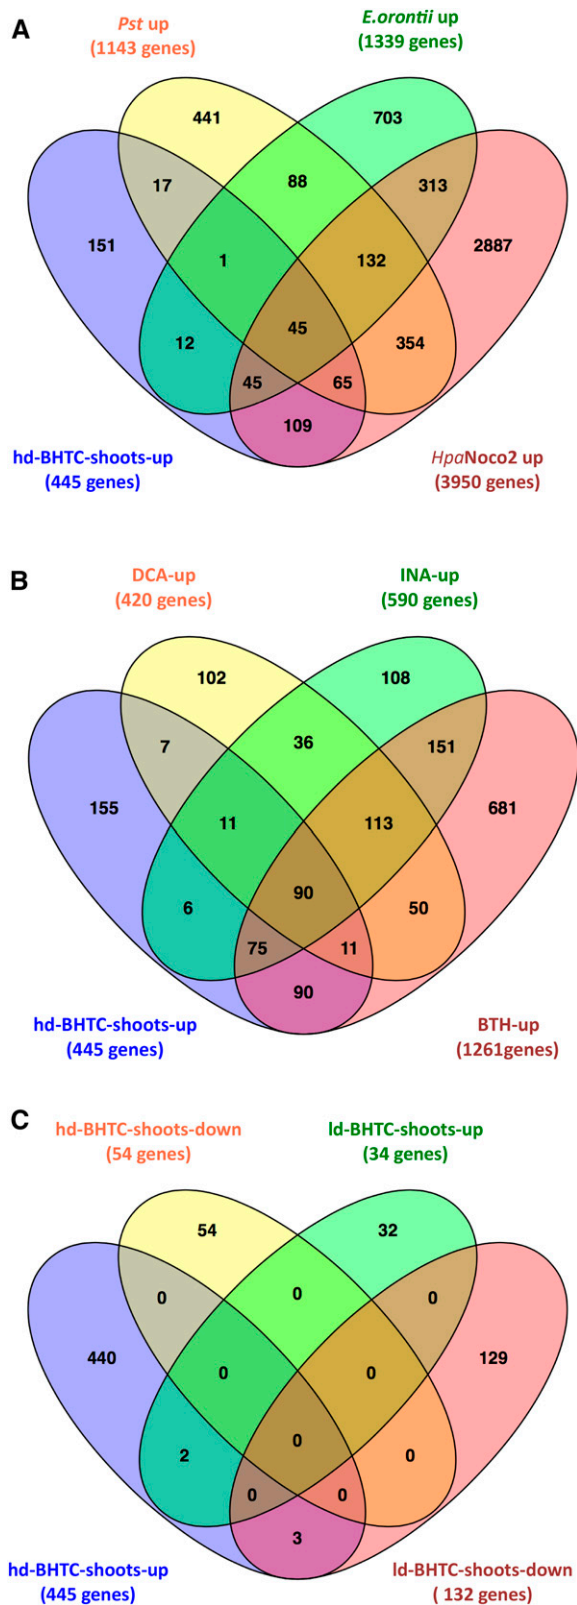 A
Pst up
(1143 genes)
E.orontii up
(1339 genes)
441
703
17
88
313
151
1
132
2887
12
45
354
45
65
109
hd-BHTC-shoots-up
(445 genes)
HpaNoco2 up
(3950 genes)
B
DCA-up
(420 genes)
INA-up
(590 genes)
102
108
7
36
151
155
11
113
681
6
90
50
75
11
90
hd-BHTC-shoots-up
(445 genes)
BTH-up
(1261genes)
C
hd-BHTC-shoots-down
(54 genes)
ld-BHTC-shoots-up
(34 genes)
54
32
0
0
0
440
0
0
129
2
0
0
0
0
3
hd-BHTC-shoots-up
(445 genes)
ld-BHTC-shoots-down
( 132 genes)